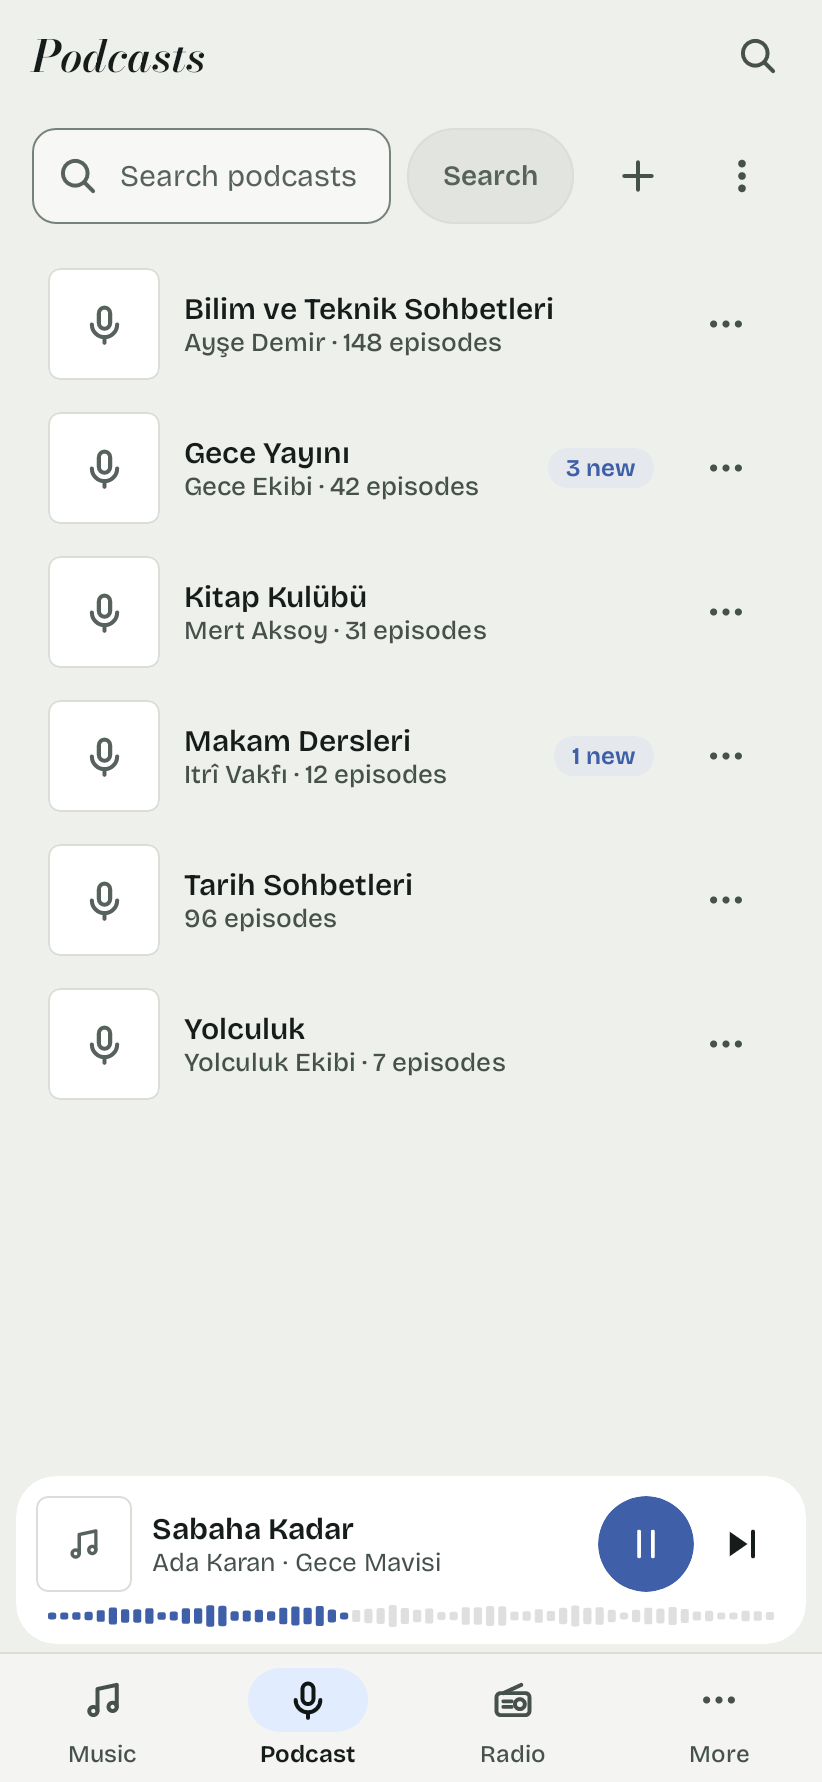 Podcasts
Search podcasts
Search
Bilim ve Teknik Sohbetleri
Ayşe Demir · 148 episodes
Gece Yayını
Gece Ekibi · 42 episodes
3 new
Kitap Kulübü
Mert Aksoy · 31 episodes
Makam Dersleri
Itrî Vakfı · 12 episodes
1 new
Tarih Sohbetleri
96 episodes
Yolculuk
Yolculuk Ekibi · 7 episodes
Sabaha Kadar
Ada Karan · Gece Mavisi
Music
Podcast
Radio
More